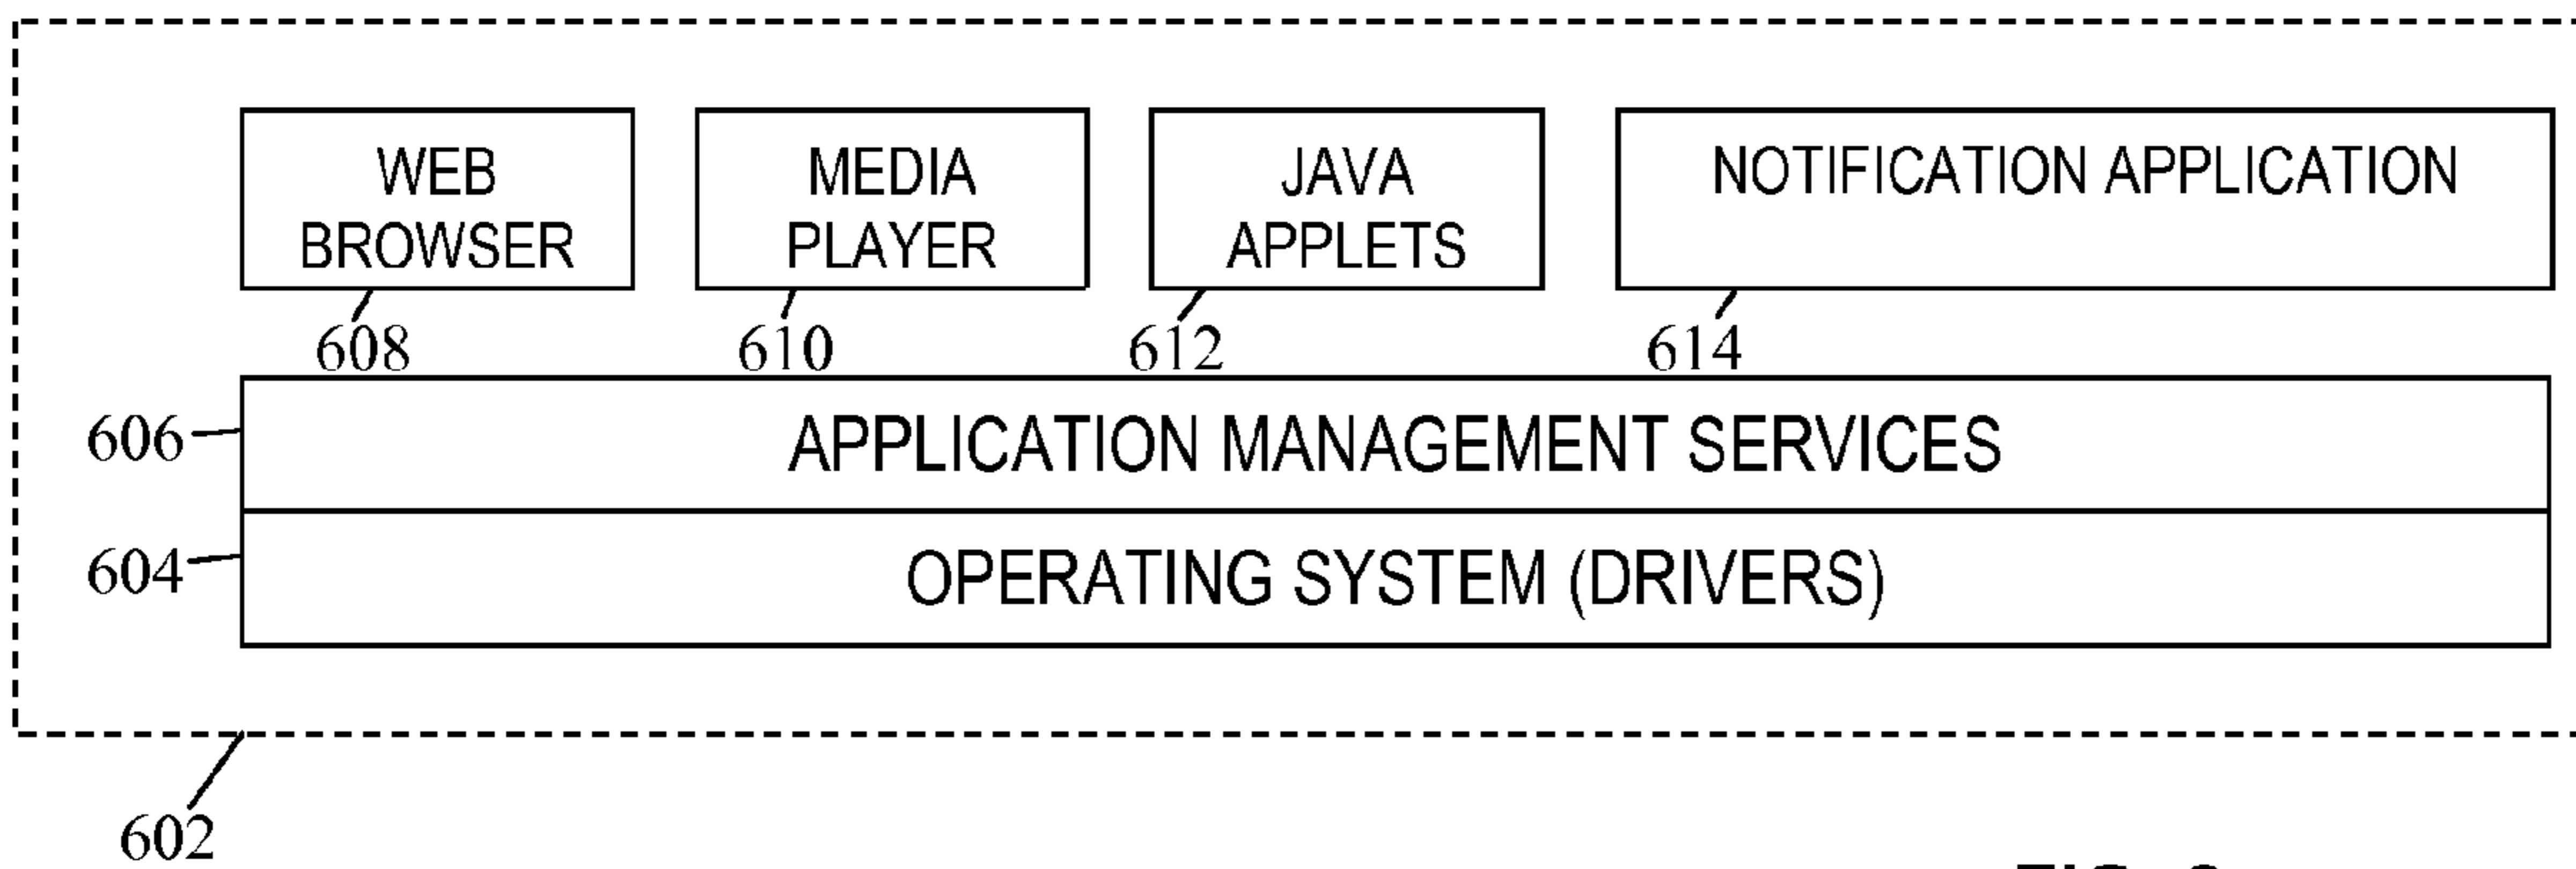 WEB
BROWSER
MEDIA
PLAYER
JAVA
APPLETS
NOTIFICATION APPLICATION
608
610
612
614
606
APPLICATION MANAGEMENT SERVICES
604
OPERATING SYSTEM (DRIVERS)
602